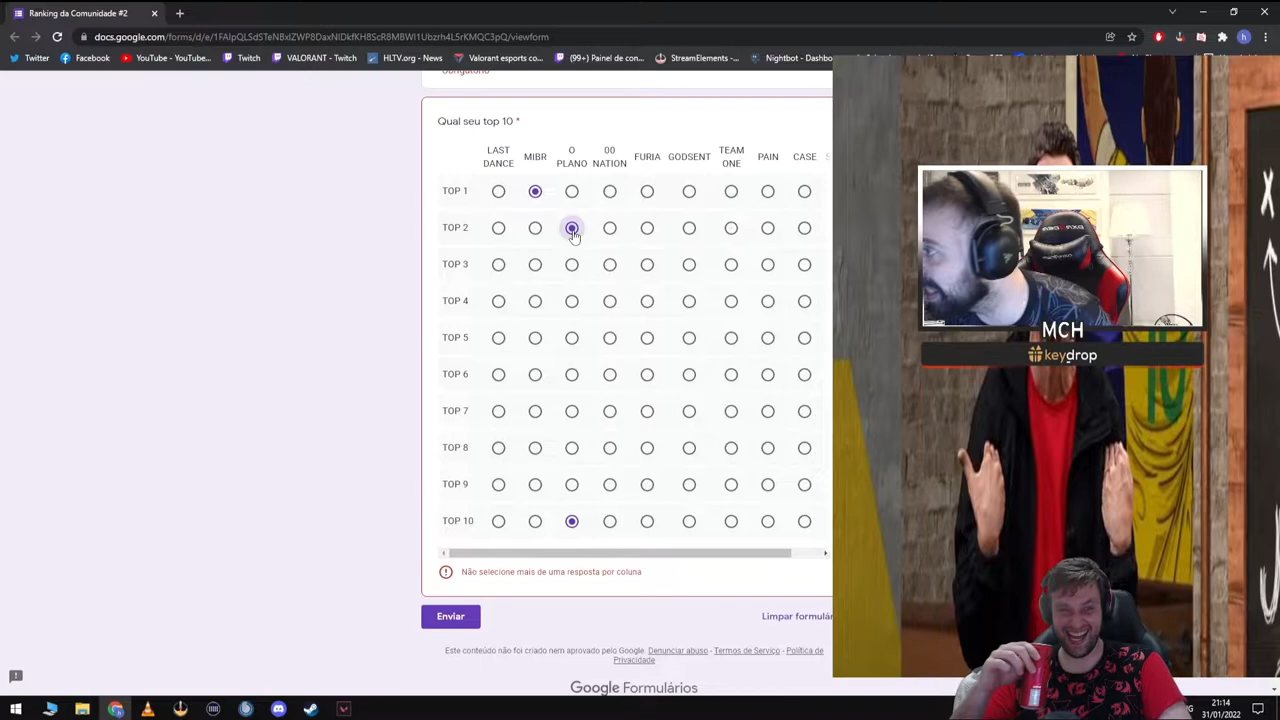 Ranking da Comunidade #2
docs.google.com/forms/d/e/1FAIpQLSdSTeNBxIZWP8DaxNIDkfKH8ScR8MBWI1Ubzrh4L5rKMQC3pQ/viewform
Twitter
Facebook
YouTube - YouTube...
Twitch
VALORANT - Twitch
HLTV.org - News
Valorant esports co...
(99+) Painel de con...
StreamElements -...
Nightbot - Dashbo
Obrigatório
Qual seu top 10 *
LAST DANCE
MIBR
O PLANO
00 NATION
FURIA
GODSENT
TEAM ONE
PAIN
CASE
TOP 1
TOP 2
TOP 3
TOP 4
TOP 5
TOP 6
TOP 7
TOP 8
TOP 9
TOP 10
Não selecione mais de uma resposta por coluna
Enviar
Limpar formulár
Este conteúdo não foi criado nem aprovado pelo Google. Denunciar abuso - Termos de Serviço - Política de
Privacidade
Google Formulários
MCH
keydrop
21:14
31/01/2022